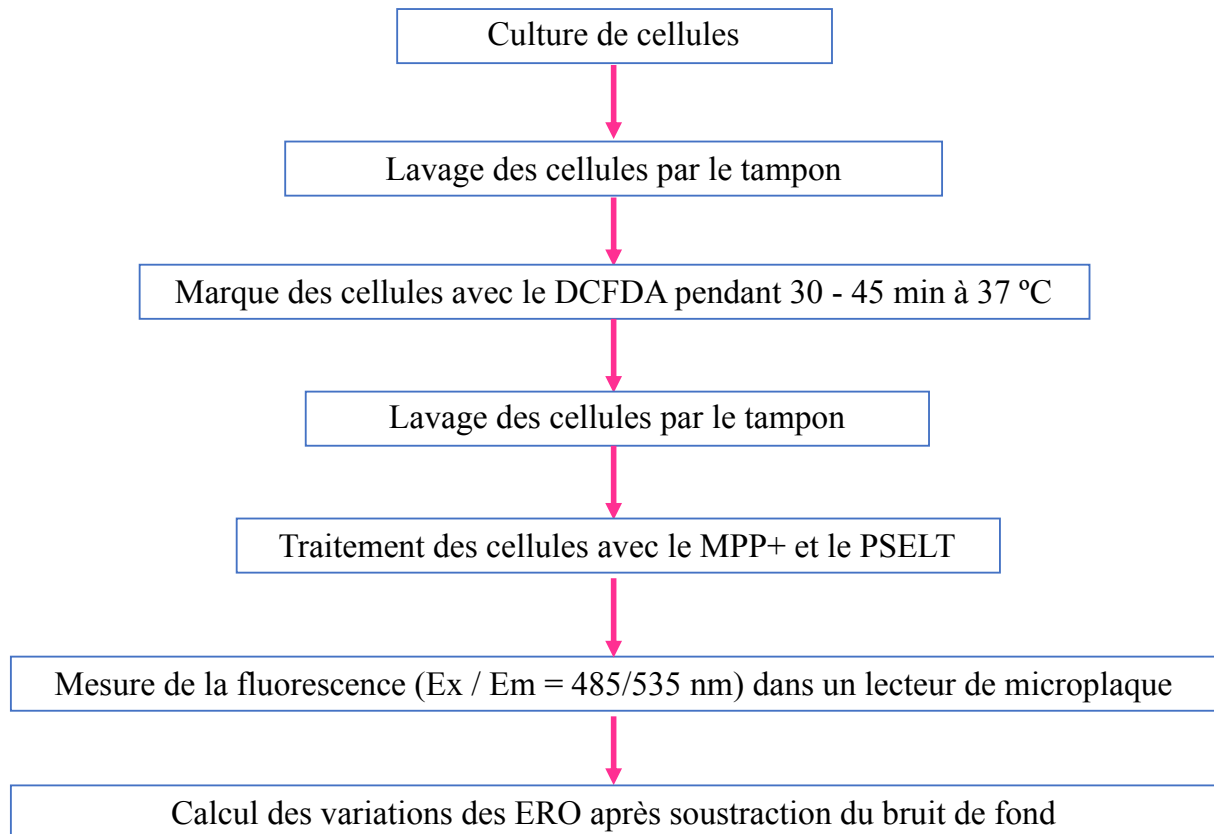 Culture de cellules
Lavage des cellules par le tampon
Marque des cellules avec le DCFDA pendant 30 - 45 min à 37 ºC
Lavage des cellules par le tampon
Traitement des cellules avec le MPP+ et le PSELT
Mesure de la fluorescence (Ex / Em = 485/535 nm) dans un lecteur de microplaque
Calcul des variations des ERO après soustraction du bruit de fond